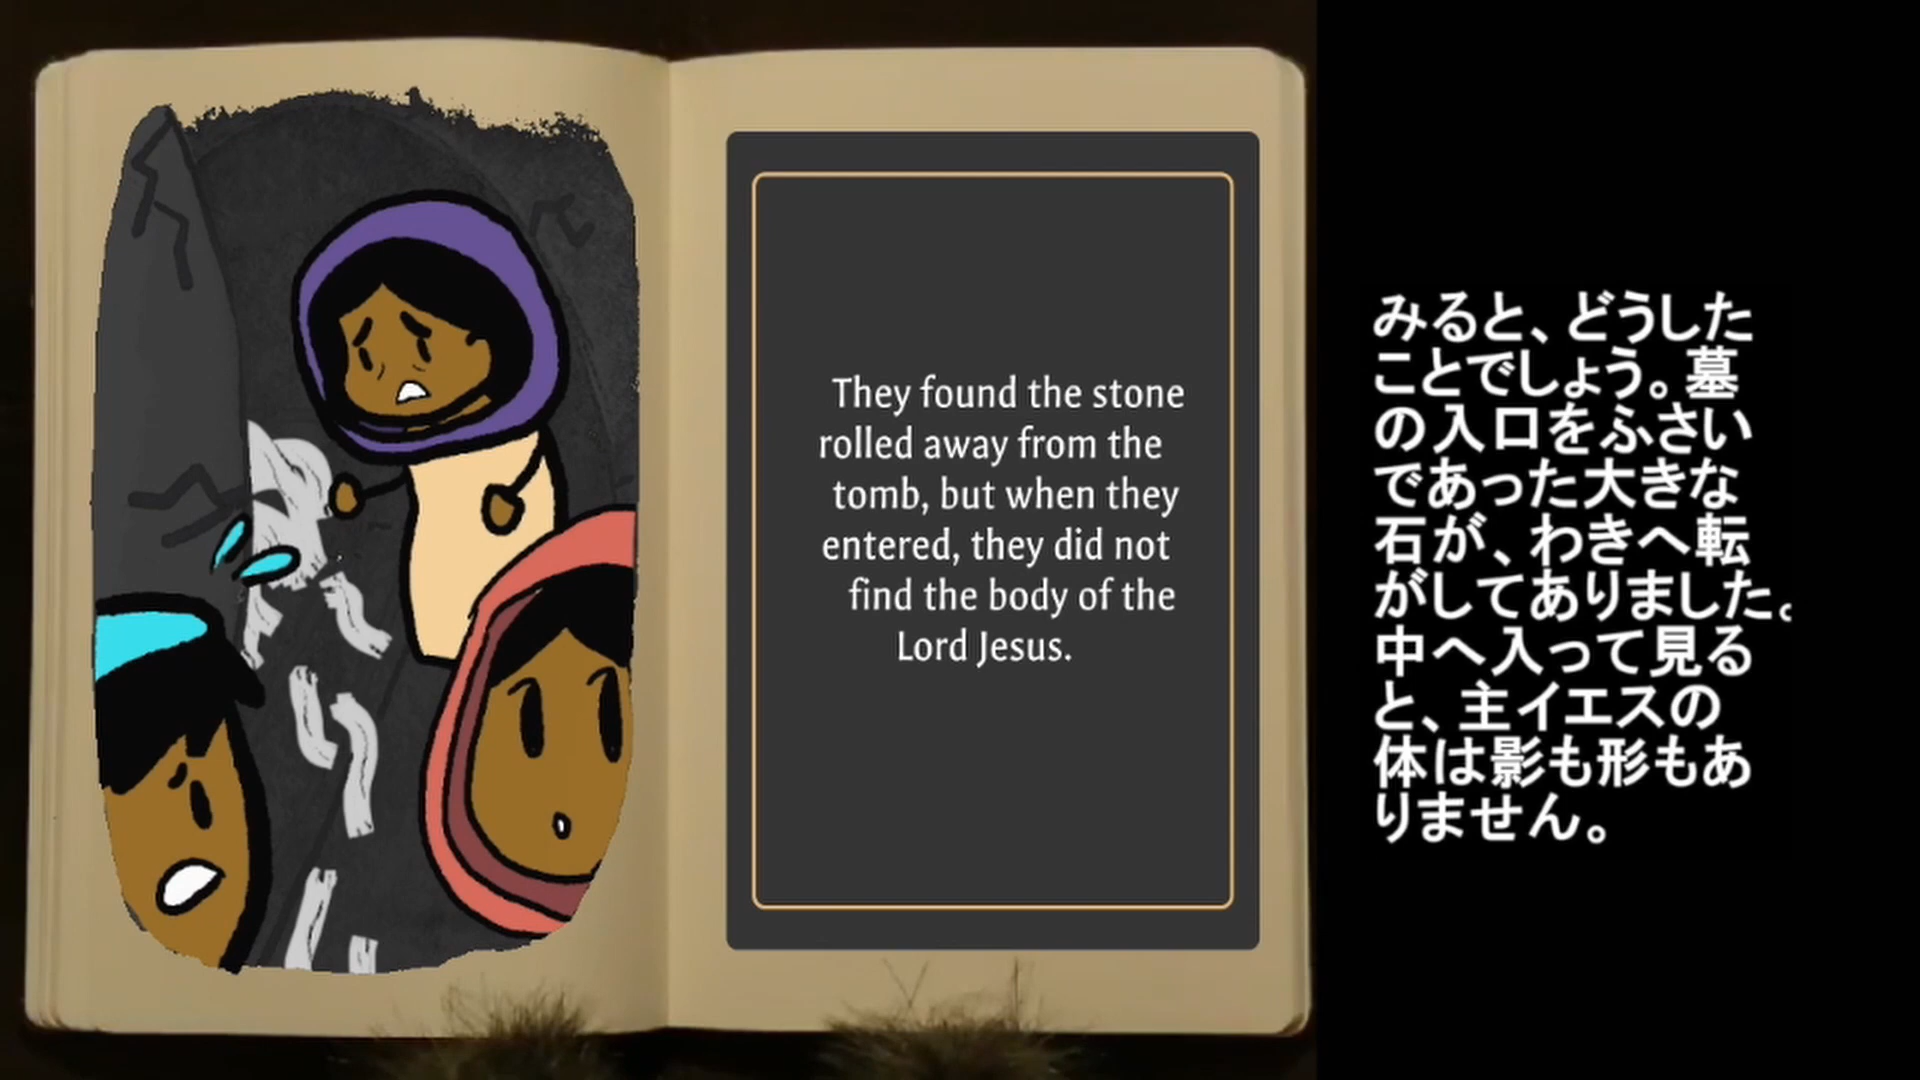 They found the stone
rolled away from the
tomb, but when they
entered, they did not
find the body of the
Lord Jesus.
みると、どうした
ことでしょう。墓
の入口をふさい
であった大きな
石が、わきへ転
がしてありました。
中へ入って見る
と、主イエスの
体は影も形もあ
りません。